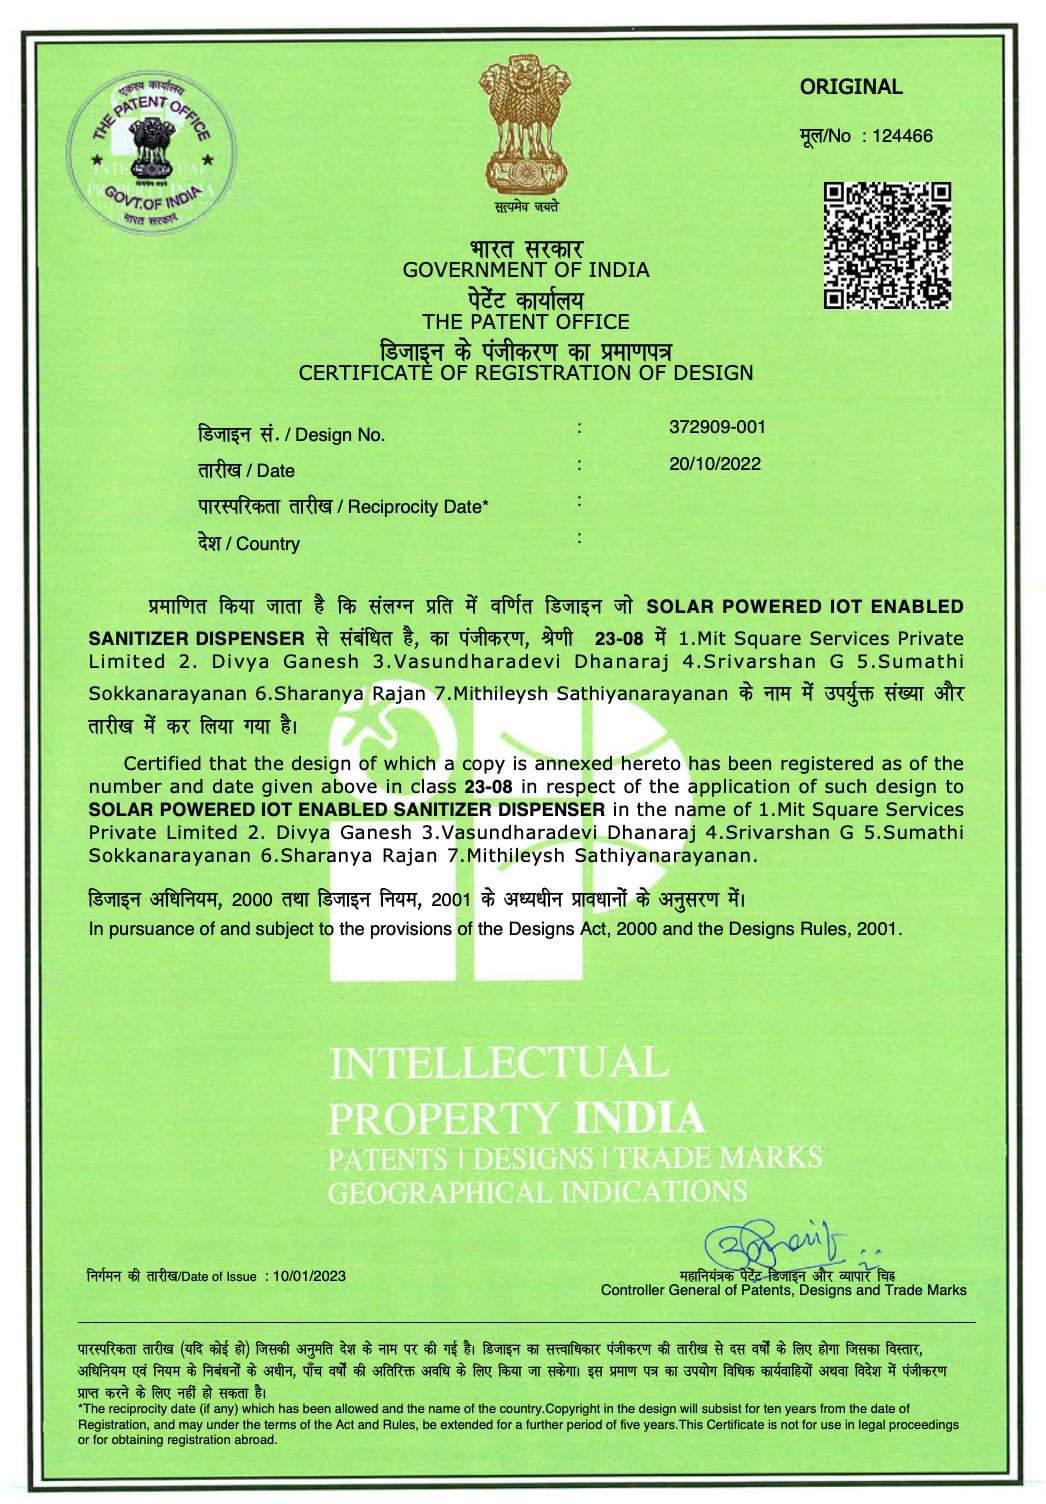 एकस्व कार्यालय
THE PATENT OFFICE
GOVT.OF INDIA
भारत सरकार
सत्यमेव जयते
ORIGINAL
मूल/No : 124466
भारत सरकार
GOVERNMENT OF INDIA
पेटेंट कार्यालय
THE PATENT OFFICE
डिजाइन के पंजीकरण का प्रमाणपत्र
CERTIFICATE OF REGISTRATION OF DESIGN
डिजाइन सं. / Design No. : 372909-001
तारीख / Date : 20/10/2022
पारस्परिकता तारीख / Reciprocity Date* :
देश / Country :
प्रमाणित किया जाता है कि संलग्न प्रति में वर्णित डिजाइन जो SOLAR POWERED IOT ENABLED
SANITIZER DISPENSER से संबंधित है, का पंजीकरण, श्रेणी 23-08 में 1.Mit Square Services Private
Limited 2. Divya Ganesh 3.Vasundharadevi Dhanaraj 4.Srivarshan G 5.Sumathi
Sokkanarayanan 6.Sharanya Rajan 7.Mithileysh Sathiyanarayanan के नाम में उपर्युक्त संख्या और
तारीख में कर लिया गया है।
Certified that the design of which a copy is annexed hereto has been registered as of the
number and date given above in class 23-08 in respect of the application of such design to
SOLAR POWERED IOT ENABLED SANITIZER DISPENSER in the name of 1.Mit Square Services
Private Limited 2. Divya Ganesh 3.Vasundharadevi Dhanaraj 4.Srivarshan G 5.Sumathi
Sokkanarayanan 6.Sharanya Rajan 7.Mithileysh Sathiyanarayanan.
डिजाइन अधिनियम, 2000 तथा डिजाइन नियम, 2001 के अध्यधीन प्रावधानों के अनुसरण में।
In pursuance of and subject to the provisions of the Designs Act, 2000 and the Designs Rules, 2001.
INTELLECTUAL
PROPERTY INDIA
PATENTS | DESIGNS | TRADE MARKS
GEOGRAPHICAL INDICATIONS
निर्गमन की तारीख/Date of Issue : 10/01/2023
महानियंत्रक पेटेंट डिजाइन और व्यापार चिह्न
Controller General of Patents, Designs and Trade Marks
पारस्परिकता तारीख (यदि कोई हो) जिसकी अनुमति देश के नाम पर की गई है। डिजाइन का सत्त्वाधिकार पंजीकरण की तारीख से दस वर्षों के लिए होगा जिसका विस्तार,
अधिनियम एवं नियम के निबंधनों के अधीन, पाँच वर्षों की अतिरिक्त अवधि के लिए किया जा सकेगा। इस प्रमाण पत्र का उपयोग विधिक कार्यवाहियों अथवा विदेश में पंजीकरण
प्राप्त करने के लिए नहीं हो सकता है।
*The reciprocity date (if any) which has been allowed and the name of the country.Copyright in the design will subsist for ten years from the date of
Registration, and may under the terms of the Act and Rules, be extended for a further period of five years.This Certificate is not for use in legal proceedings
or for obtaining registration abroad.